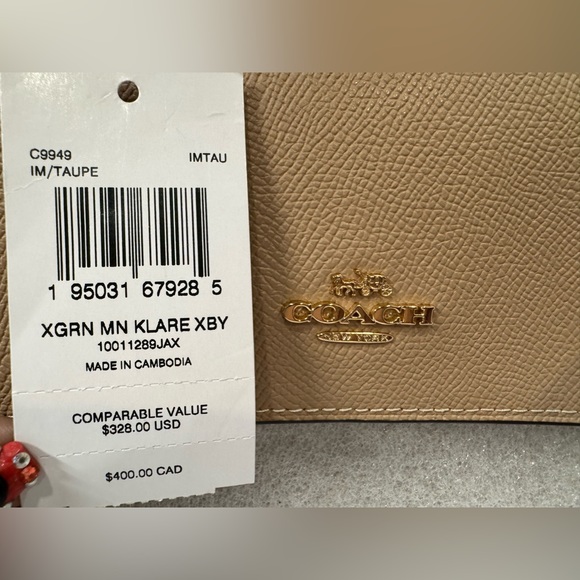 C9949 IMTAU
IM/TAUPE
1 95031 67928 5
XGRN MN KLARE XBY
10011289JAX
MADE IN CAMBODIA
COMPARABLE VALUE
$328.00 USD
$400.00 CAD
COACH
NEW YORK